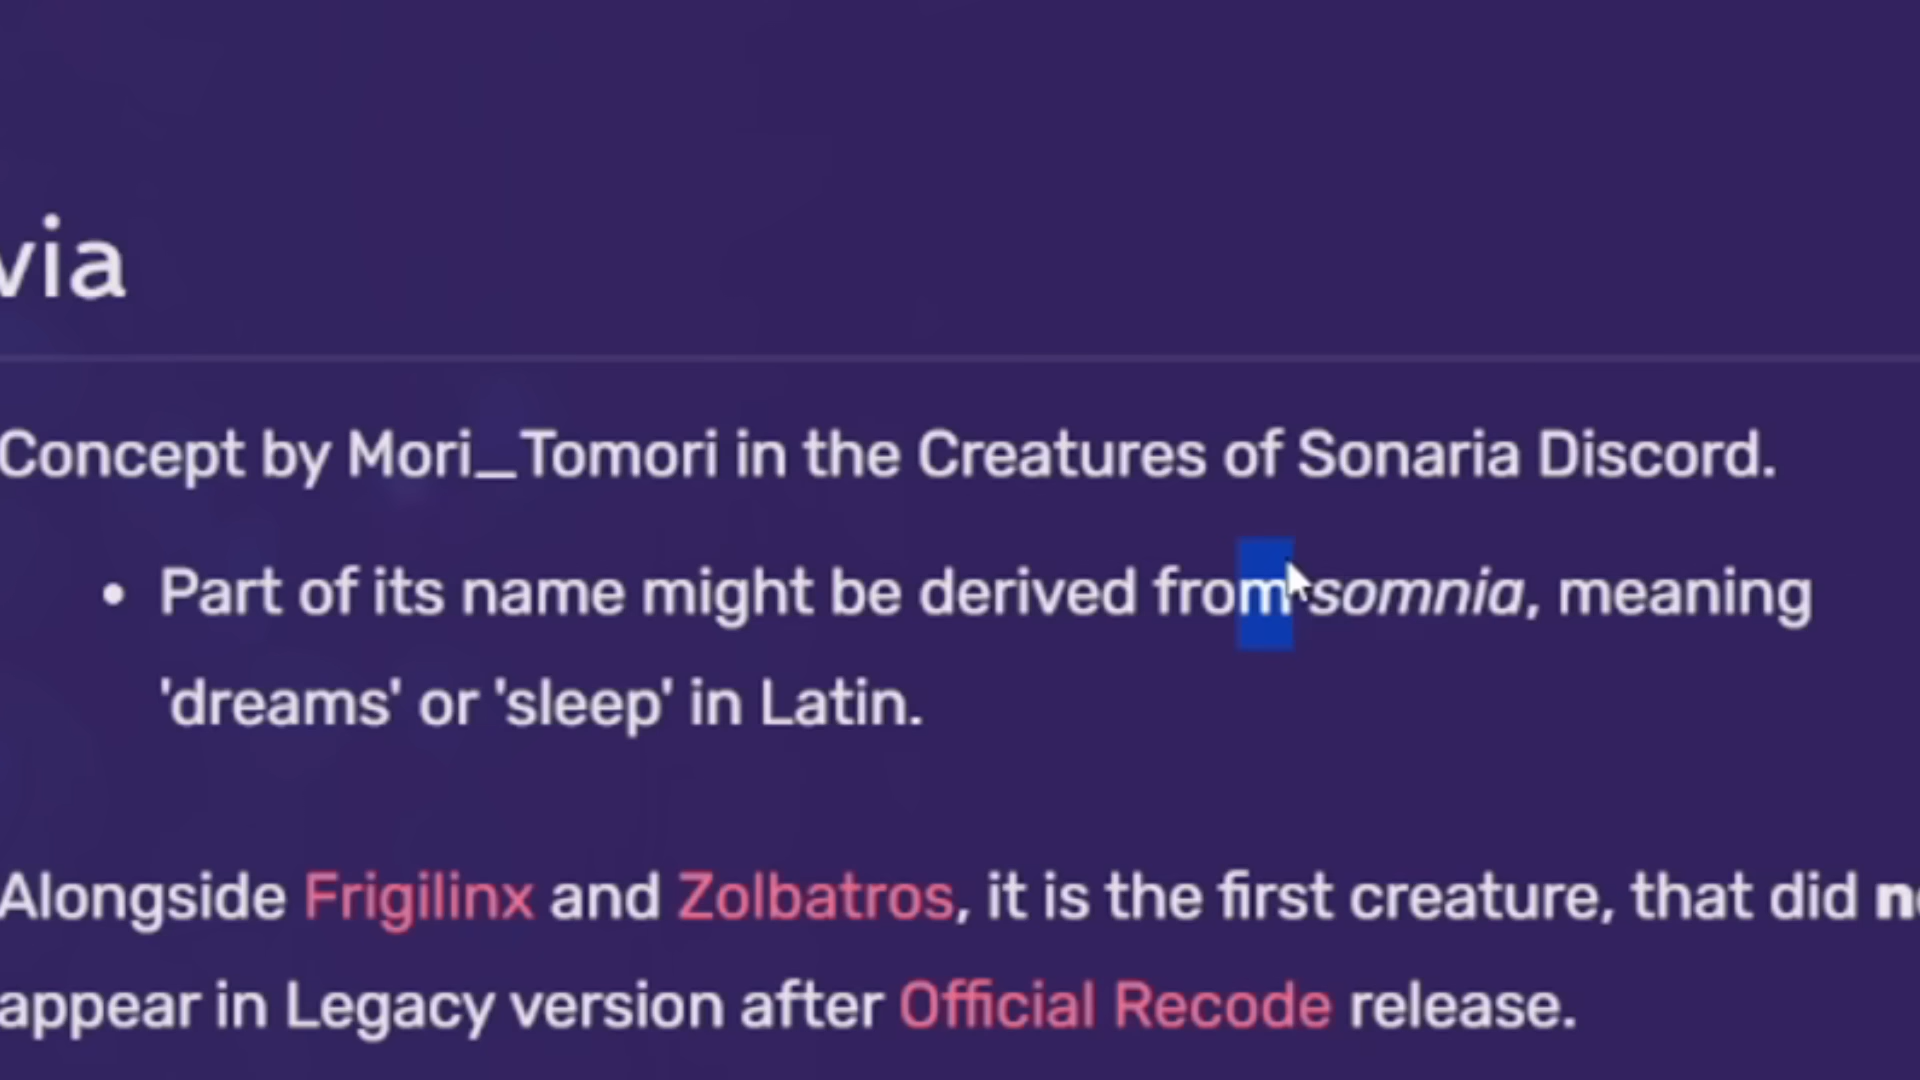 via
Concept by Mori_Tomori in the Creatures of Sonaria Discord.
• Part of its name might be derived from somnia, meaning
'dreams' or 'sleep' in Latin.
Alongside Frigilinx and Zolbatros, it is the first creature, that did
appear in Legacy version after Official Recode release.